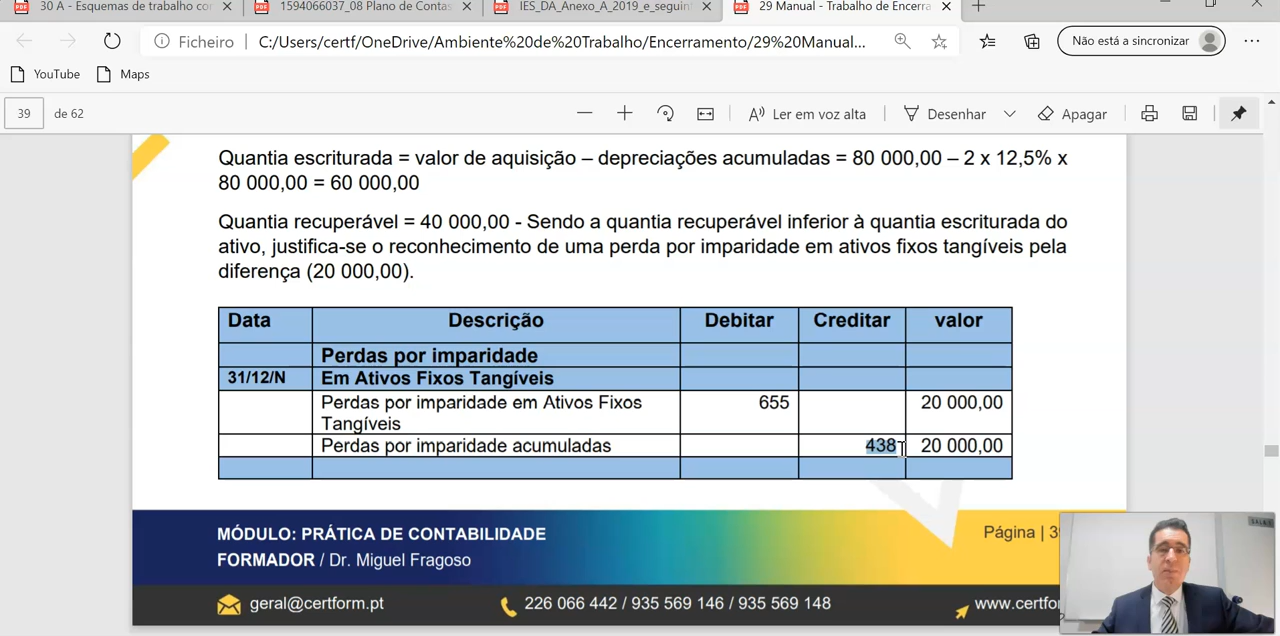 30 A - Esquemas de trabalho co
1594066037_08 Plano de Contas
IES_DA_Anexo_A_2019_e_seguin
29 Manual - Trabalho de Encerra
Ficheiro
C:/Users/certf/OneDrive/Ambiente%20de%20Trabalho/Encerramento/29%20Manual...
Não está a sincronizar
YouTube
Maps
39 de 62
Ler em voz alta
Desenhar
Apagar
Quantia escriturada = valor de aquisição – depreciações acumuladas = 80 000,00 – 2 x 12,5% x
80 000,00 = 60 000,00
Quantia recuperável = 40 000,00 - Sendo a quantia recuperável inferior à quantia escriturada do
ativo, justifica-se o reconhecimento de uma perda por imparidade em ativos fixos tangíveis pela
diferença (20 000,00).
Data Descrição Debitar Creditar valor
Perdas por imparidade
31/12/N Em Ativos Fixos Tangíveis
Perdas por imparidade em Ativos Fixos 655 20 000,00
Tangíveis
Perdas por imparidade acumuladas 438 20 000,00
MÓDULO: PRÁTICA DE CONTABILIDADE
Página | 3
FORMADOR / Dr. Miguel Fragoso
geral@certform.pt
226 066 442 / 935 569 146 / 935 569 148
www.certfo